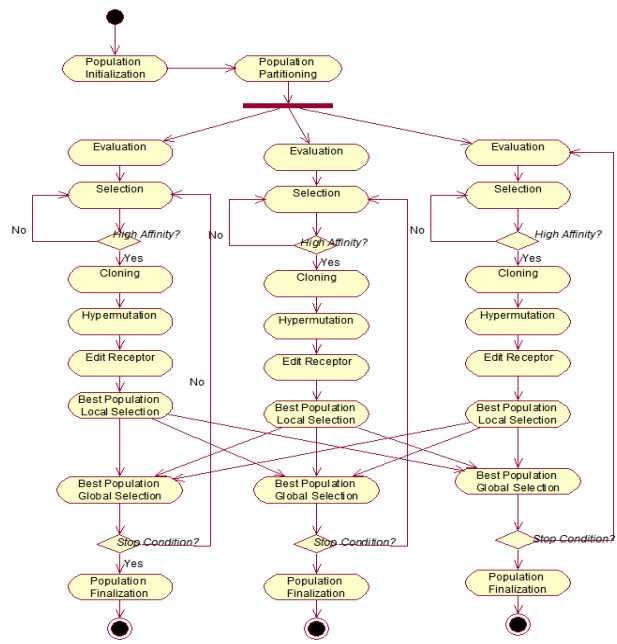 Population
Initialization
Population
Partitioning
Evaluation
Evaluation
Evaluation
Selection
Selection
Selection
No
High Affinity?
No
High Affinity?
No
High Affinity?
Yes
Yes
Yes
Cloning
Cloning
Cloning
Hypermutation
Hypermutation
Hypermutation
Edit Receptor
Edit Receptor
Edit Receptor
No
Best Population
Local Selection
Best Population
Local Selection
Best Population
Local Selection
Best Population
Global Selection
Best Population
Global Selection
Best Population
Global Selection
Stop Condition?
Stop Condition?
Stop Condition?
Yes
Population
Finalization
Population
Finalization
Population
Finalization